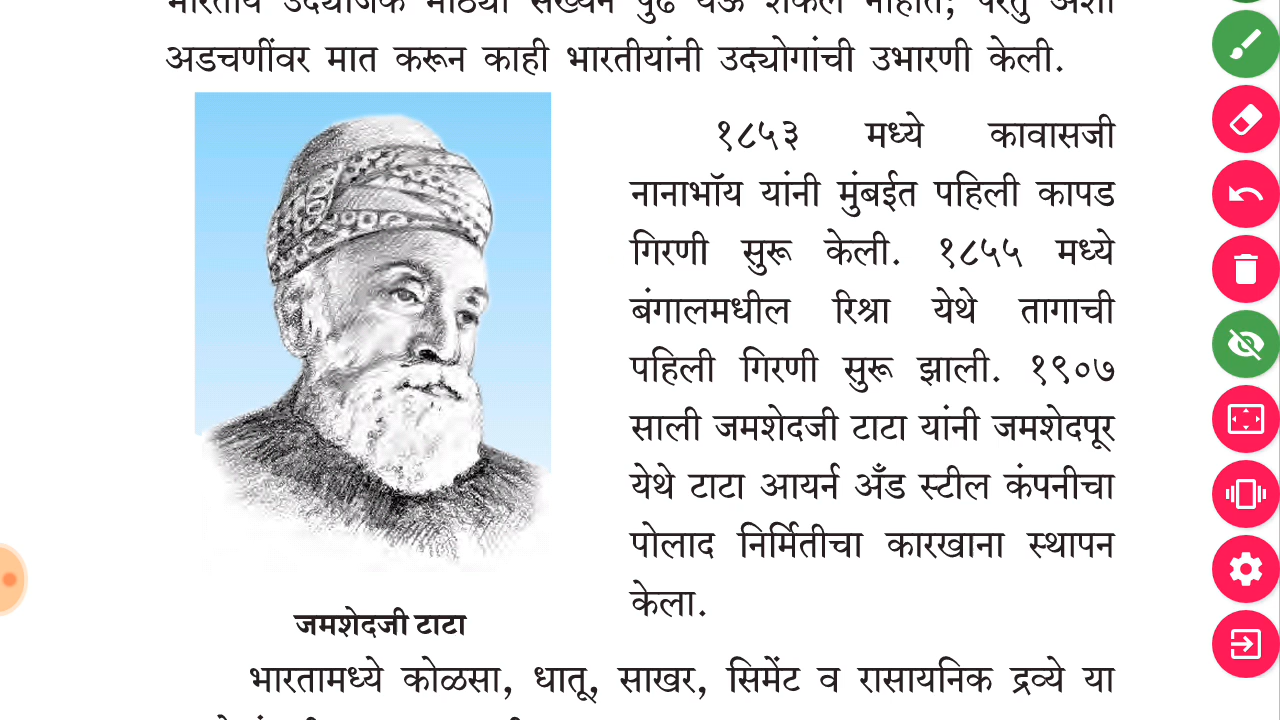 अडचणींवर मात करून काही भारतीयांनी उद्योगांची उभारणी केली.
१८५३ मध्ये कावासजी
नानाभॉय यांनी मुंबईत पहिली कापड
गिरणी सुरू केली. १८५५ मध्ये
बंगालमधील रिश्रा येथे तागाची
पहिली गिरणी सुरू झाली. १९०७
साली जमशेदजी टाटा यांनी जमशेदपूर
येथे टाटा आयर्न अँड स्टील कंपनीचा
पोलाद निर्मितीचा कारखाना स्थापन
केला.
जमशेदजी टाटा
भारतामध्ये कोळसा, धातू, साखर, सिमेंट व रासायनिक द्रव्ये या